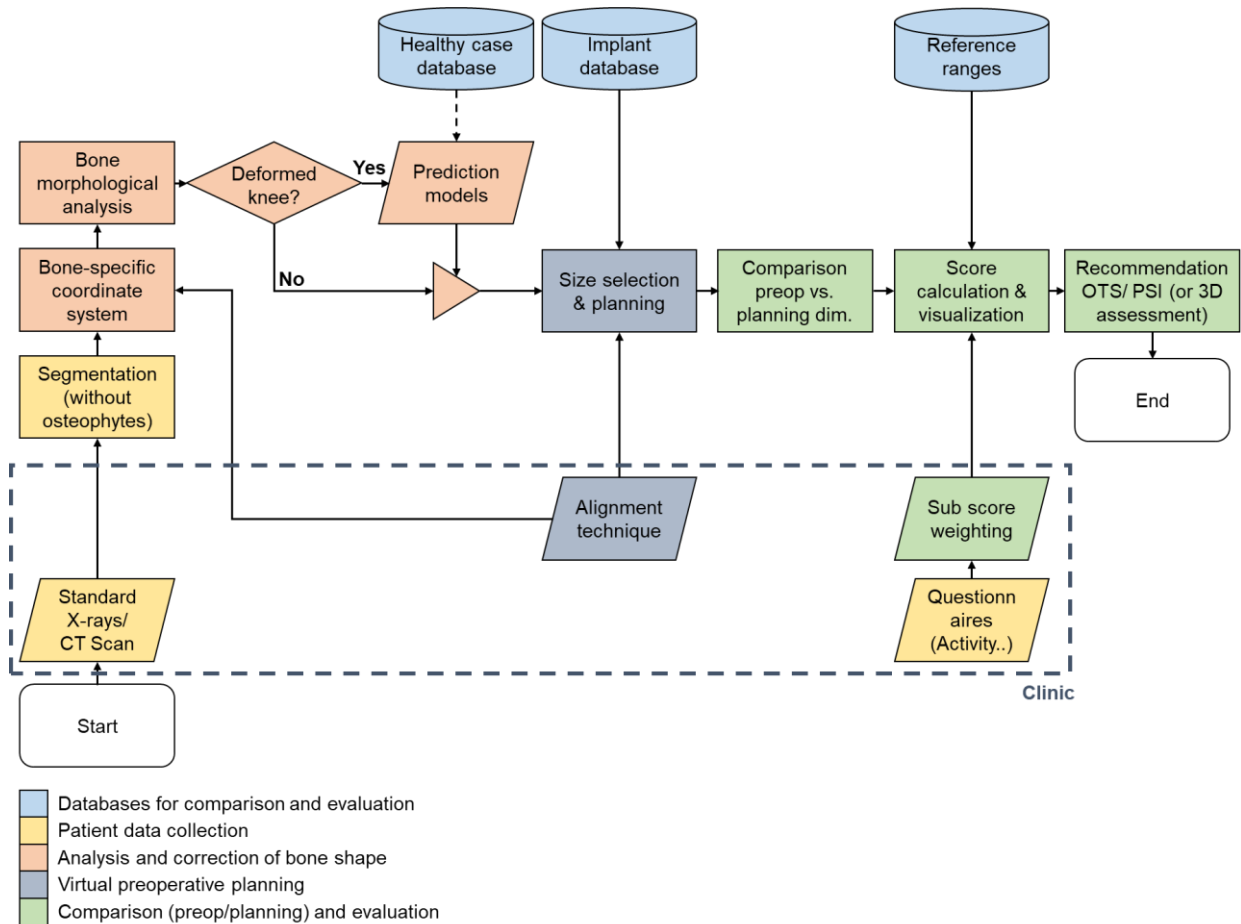 Healthy case
database
Implant
database
Reference
ranges
Bone
morphological
analysis
Deformed
knee?
Yes
Prediction
models
No
Bone-specific
coordinate
system
Size selection
& planning
Comparison
preop vs.
planning dim.
Score
calculation &
visualization
Recommendation
OTS/ PSI (or 3D
assessment)
Segmentation
(without
osteophytes)
End
Alignment
technique
Sub score
weighting
Standard
X-rays/
CT Scan
Questionn
aires
(Activity..)
Clinic
Start
Databases for comparison and evaluation
Patient data collection
Analysis and correction of bone shape
Virtual preoperative planning
Comparison (preop/planning) and evaluation